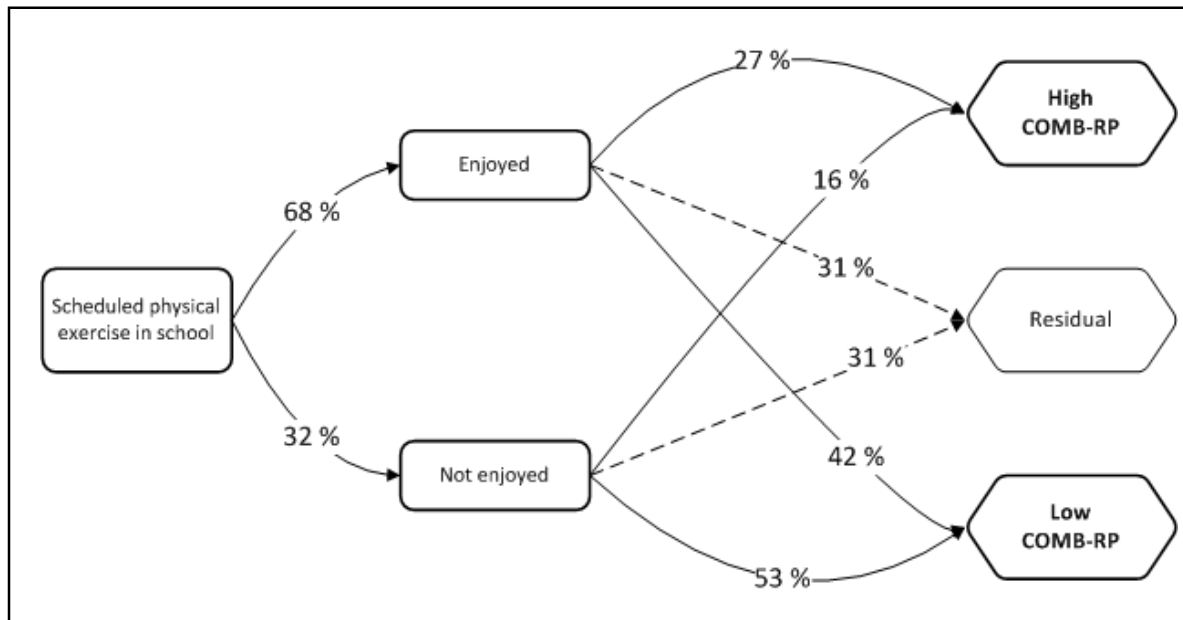 27 %
High
COMB-RP
Enjoyed
16 %
68 %
31 %
Scheduled physical
exercise in school
Residual
31 %
32 %
42 %
Not enjoyed
Low
COMB-RP
53 %